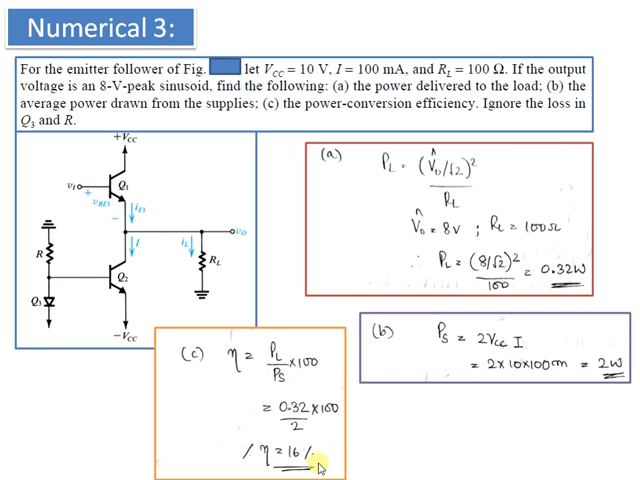 Numerical 3:
For the emitter follower of Fig. let VCC = 10 V, I = 100 mA, and RL = 100 Ω. If the output
voltage is an 8-V-peak sinusoid, find the following: (a) the power delivered to the load; (b) the
average power drawn from the supplies; (c) the power-conversion efficiency. Ignore the loss in
Q3 and R.
+VCC
vI
Q1
+
vBE1
−
iE1
vO
I
iL
R
Q2
RL
Q3
−VCC
(a) PL = (V̂o/√2)²
RL
V̂o = 8V ; RL = 100Ω
∴ PL = (8/√2)² = 0.32W
100
(b) PS = 2VCC I
= 2×10×100m = 2W
(c) η = PL ×100
PS
= 0.32 ×100
2
% η = 16%